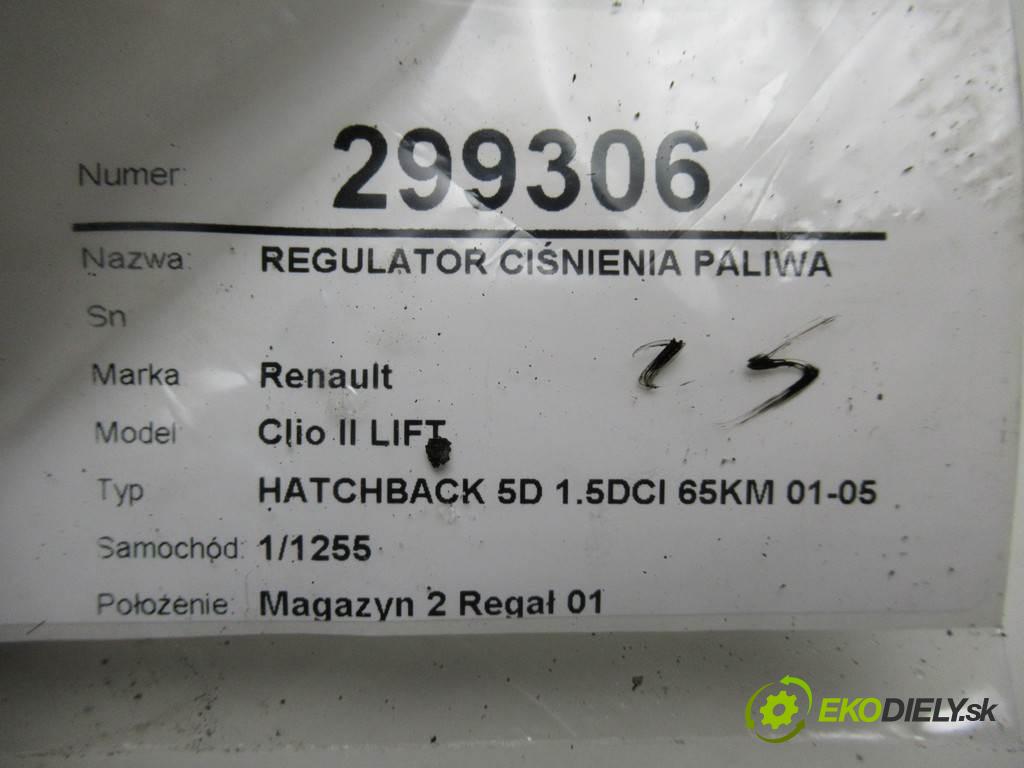 Numer: 299306
Nazwa: REGULATOR CIŚNIENIA PALIWA
Sn
Marka Renault
Model Clio II LIFT
Typ HATCHBACK 5D 1.5DCI 65KM 01-05
Samochód: 1/1255
Położenie: Magazyn 2 Regał 01
EKODIELY.sk